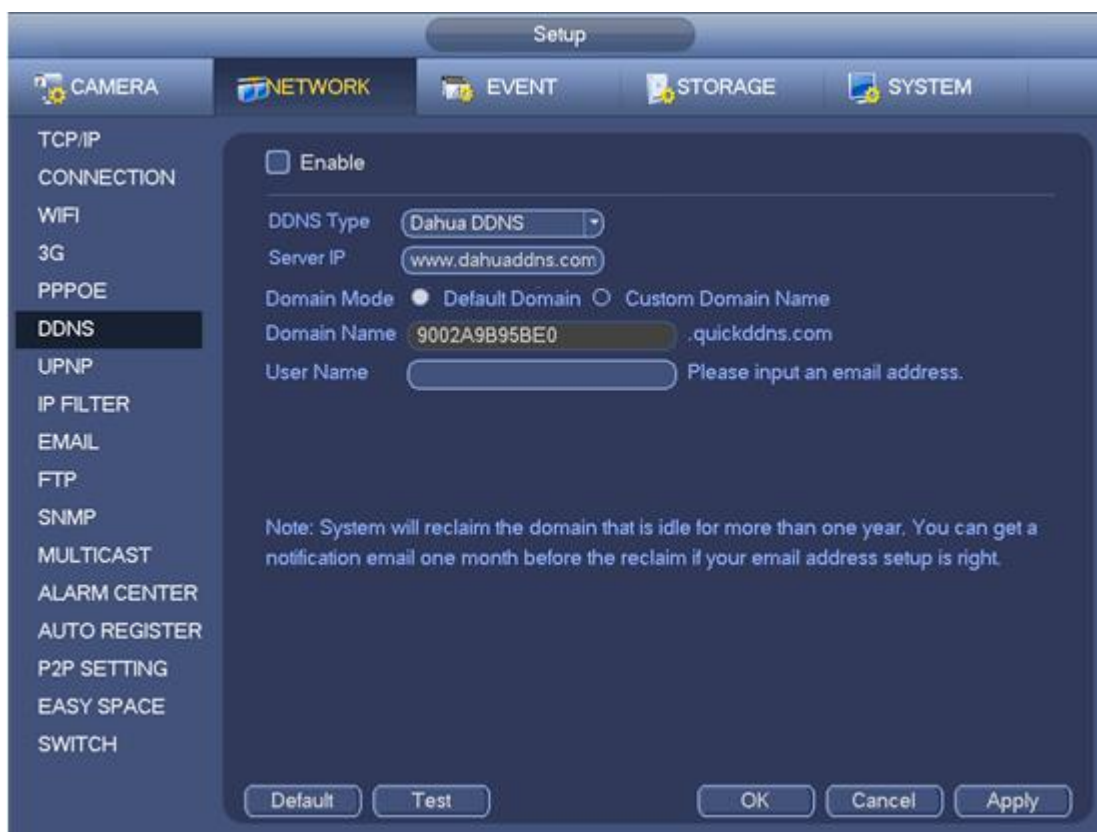 Setup
CAMERA NETWORK EVENT STORAGE SYSTEM
TCP/IP
CONNECTION
WIFI
3G
PPPOE
DDNS
UPNP
IP FILTER
EMAIL
FTP
SNMP
MULTICAST
ALARM CENTER
AUTO REGISTER
P2P SETTING
EASY SPACE
SWITCH
Enable
DDNS Type Dahua DDNS
Server IP www.dahuaddns.com
Domain Mode Default Domain Custom Domain Name
Domain Name 9002A9B95BE0 .quickddns.com
User Name Please input an email address.
Note: System will reclaim the domain that is idle for more than one year. You can get a
notification email one month before the reclaim if your email address setup is right.
Default Test OK Cancel Apply